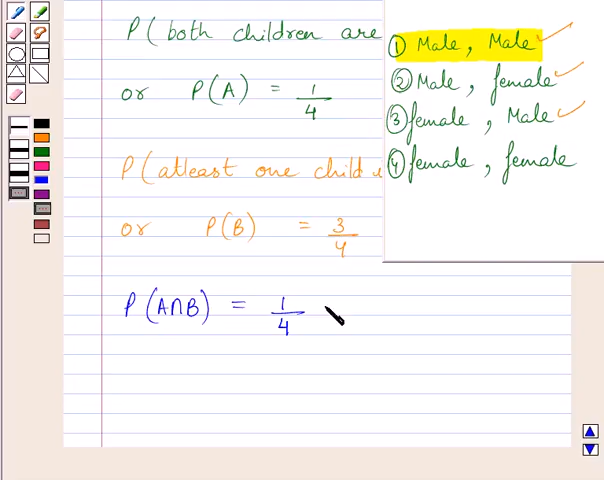 P( both children are
or P(A) = 1/4
P( atleast one child
or P(B) = 3/4
P(A∩B) = 1/4
① Male, Male
② Male, female
③ female, Male
④ female, female